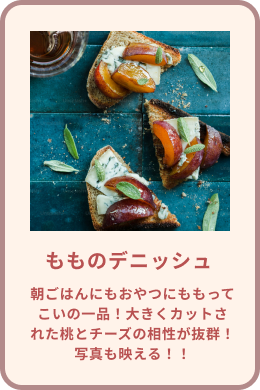 もものデニッシュ
朝ごはんにもおやつにももって
こいの一品！大きくカットさ
れた桃とチーズの相性が抜群！
写真も映える！！